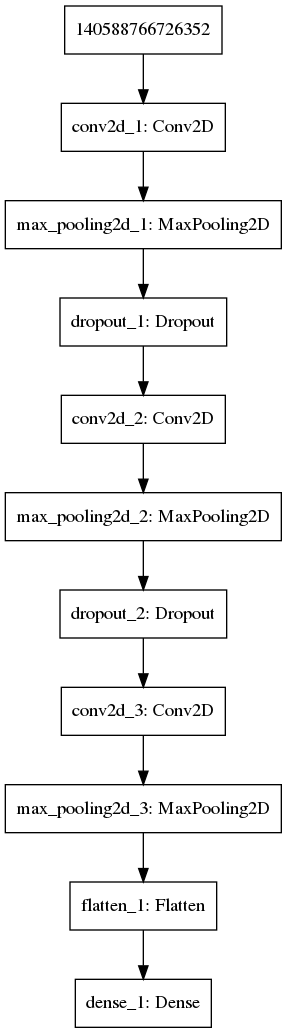 140588766726352
conv2d_1: Conv2D
max_pooling2d_1: MaxPooling2D
dropout_1: Dropout
conv2d_2: Conv2D
max_pooling2d_2: MaxPooling2D
dropout_2: Dropout
conv2d_3: Conv2D
max_pooling2d_3: MaxPooling2D
flatten_1: Flatten
dense_1: Dense